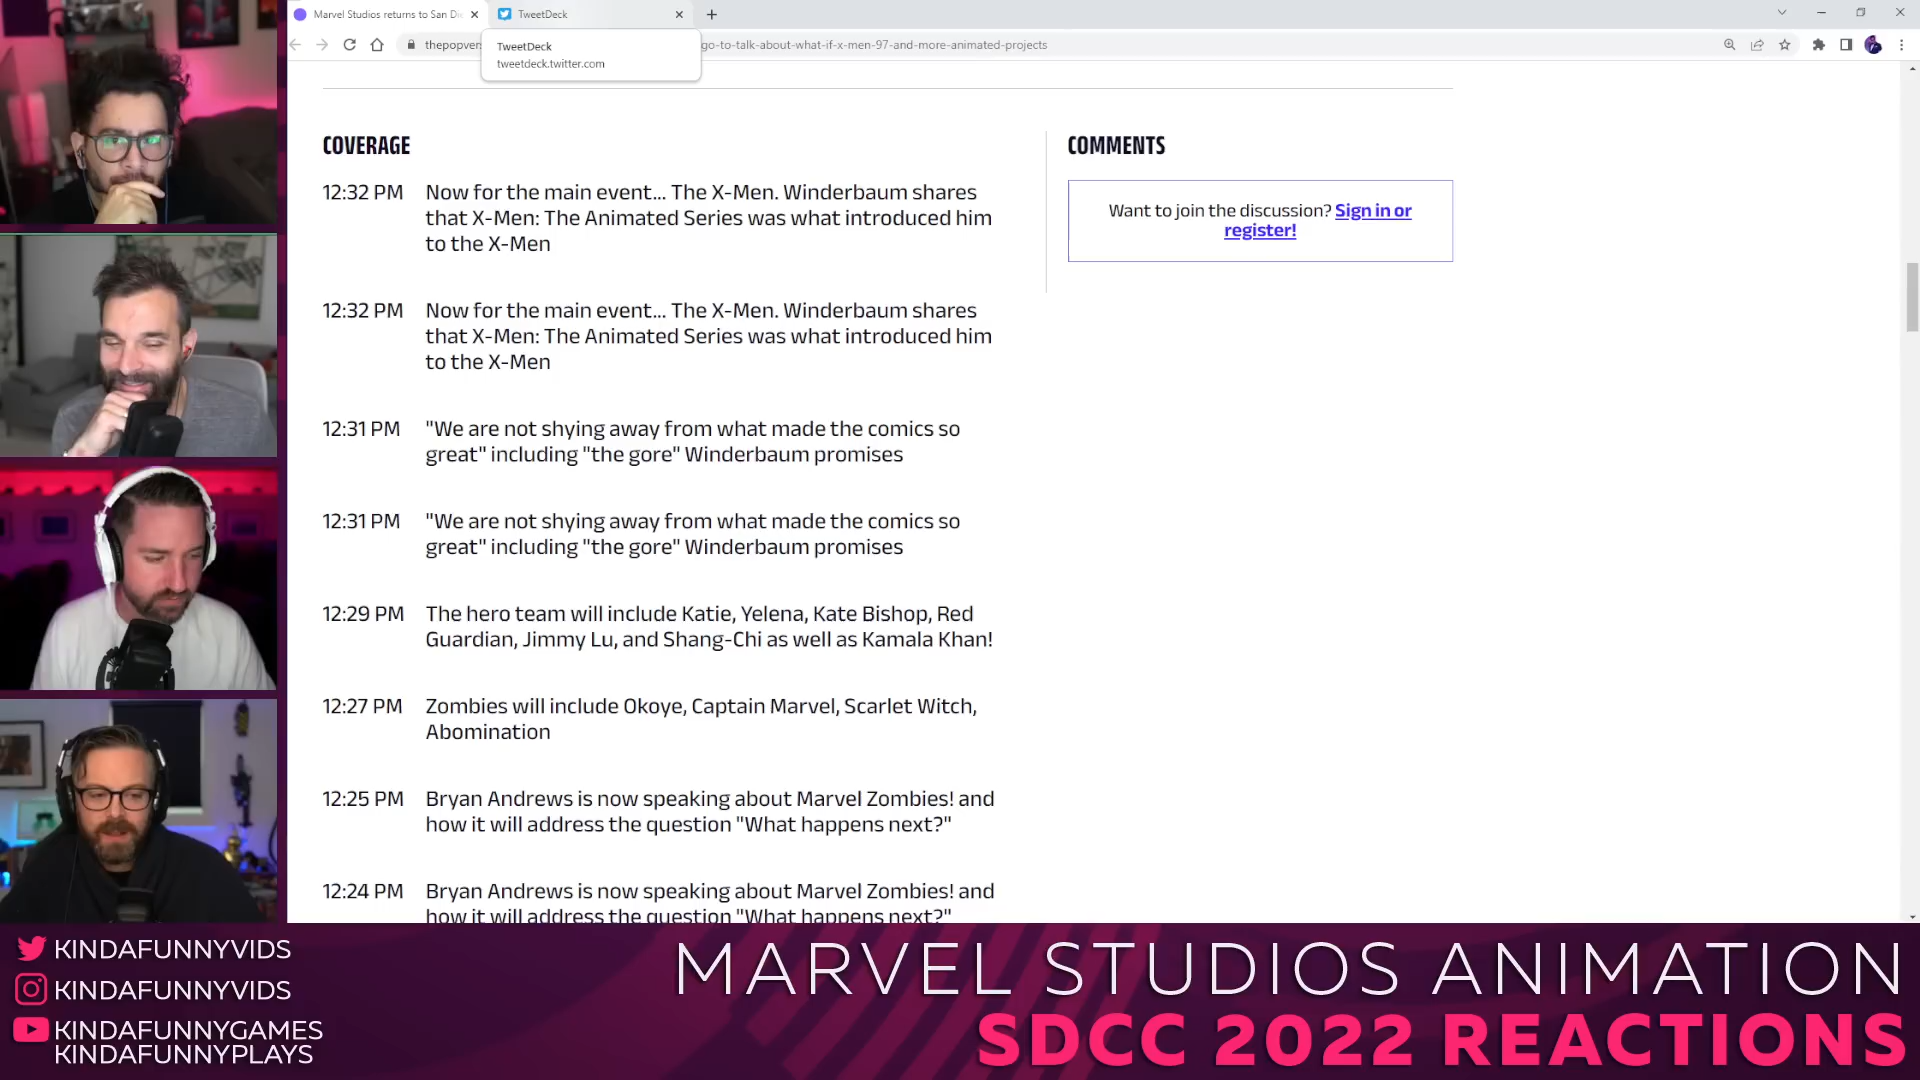 Marvel Studios returns to San Di
TweetDeck
thepopver
go-to-talk-about-what-if-x-men-97-and-more-animated-projects
TweetDeck
tweetdeck.twitter.com
COVERAGE
12:32 PM
Now for the main event... The X-Men. Winderbaum shares
that X-Men: The Animated Series was what introduced him
to the X-Men
12:32 PM
Now for the main event... The X-Men. Winderbaum shares
that X-Men: The Animated Series was what introduced him
to the X-Men
12:31 PM
"We are not shying away from what made the comics so
great" including "the gore" Winderbaum promises
12:31 PM
"We are not shying away from what made the comics so
great" including "the gore" Winderbaum promises
12:29 PM
The hero team will include Katie, Yelena, Kate Bishop, Red
Guardian, Jimmy Lu, and Shang-Chi as well as Kamala Khan!
12:27 PM
Zombies will include Okoye, Captain Marvel, Scarlet Witch,
Abomination
12:25 PM
Bryan Andrews is now speaking about Marvel Zombies! and
how it will address the question "What happens next?"
12:24 PM
Bryan Andrews is now speaking about Marvel Zombies! and
how it will address the question "What happens next?"
COMMENTS
Want to join the discussion? Sign in or
register!
KINDAFUNNYVIDS
KINDAFUNNYVIDS
KINDAFUNNYGAMES
KINDAFUNNYPLAYS
MARVEL STUDIOS ANIMATION
SDCC 2022 REACTIONS